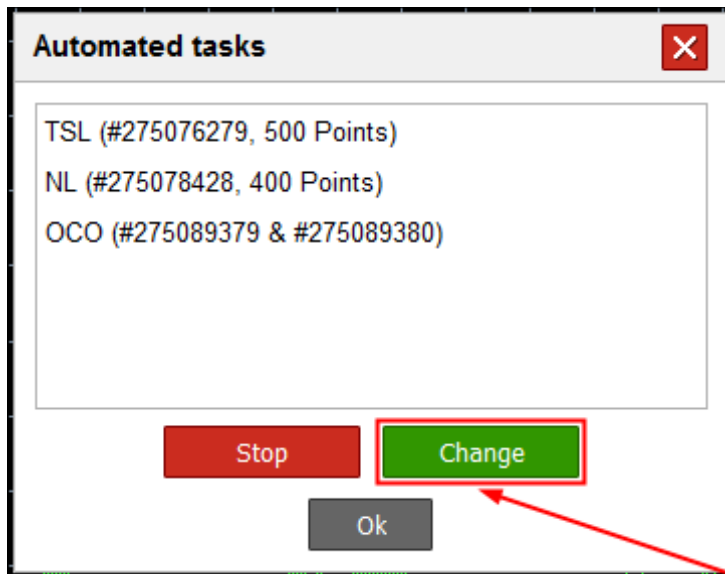 Automated tasks
TSL (#275076279, 500 Points)
NL (#275078428, 400 Points)
OCO (#275089379 & #275089380)
Stop
Change
Ok